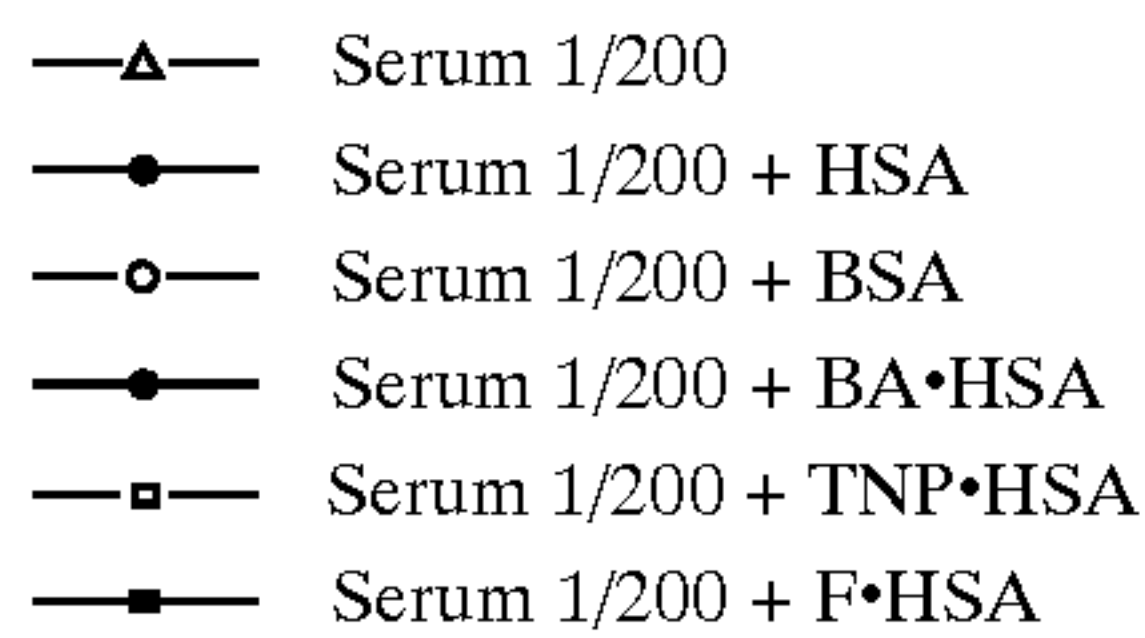 Serum 1/200
Serum 1/200 + HSA
Serum 1/200 + BSA
Serum 1/200 + BA•HSA
Serum 1/200 + TNP•HSA
Serum 1/200 + F•HSA